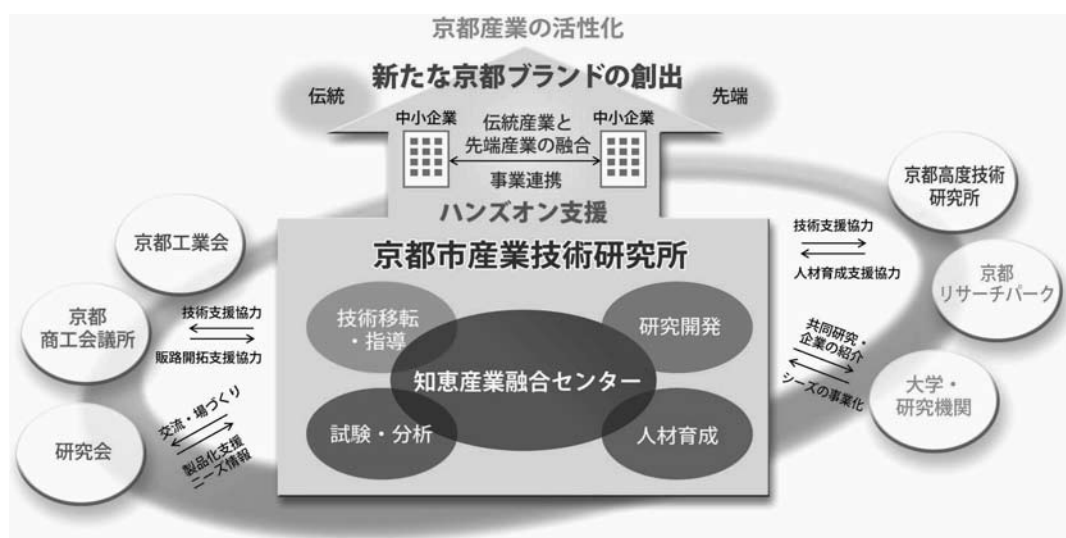 京都産業の活性化
新たな京都ブランドの創出
伝統
先端
中小企業
中小企業
伝統産業と
先端産業の融合
事業連携
ハンズオン支援
京都市産業技術研究所
技術移転
・指導
研究開発
知恵産業融合センター
試験・分析
人材育成
京都工業会
京都
商工会議所
研究会
技術支援協力
販路開拓支援協力
交流・場づくり
製品化支援
ニーズ情報
京都高度技術
研究所
京都
リサーチパーク
大学・
研究機関
技術支援協力
人材育成支援協力
共同研究・
企業の紹介
シーズの事業化